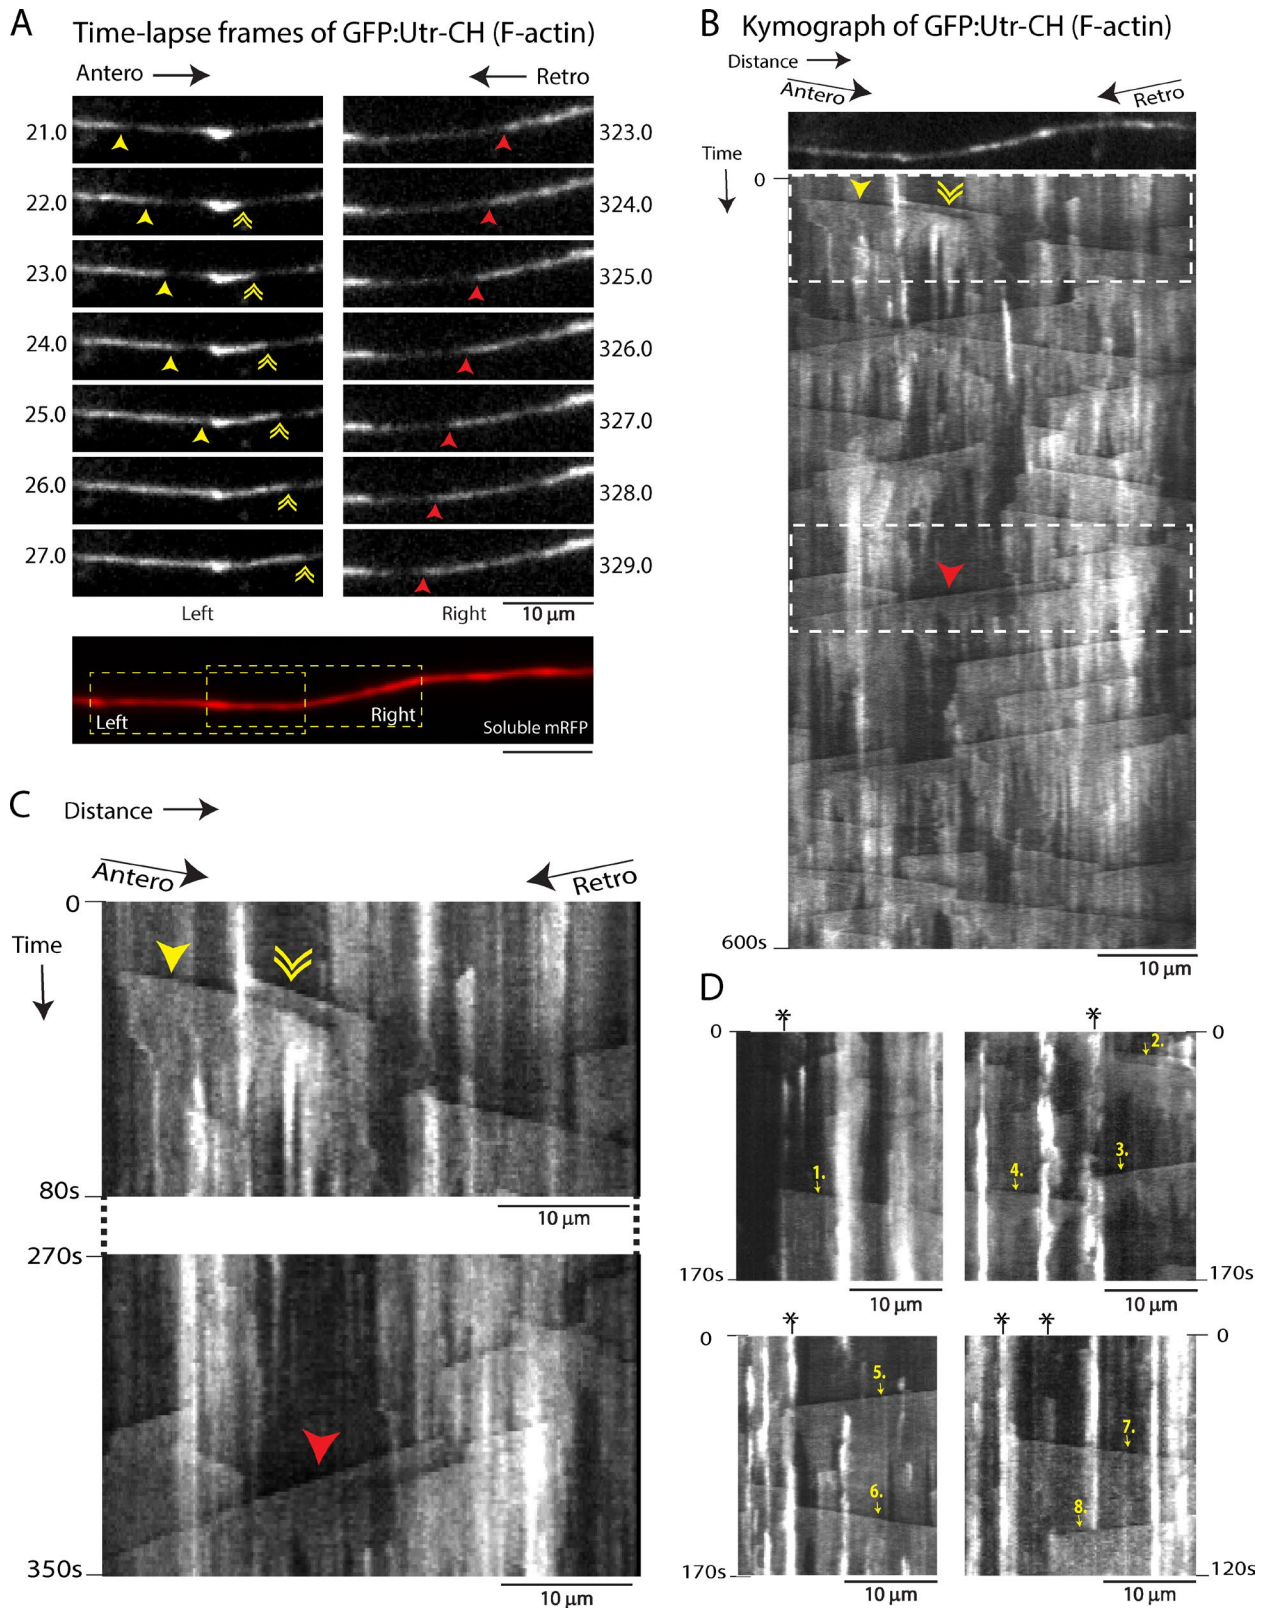 A
Time-lapse frames of GFP:Utr-CH (F-actin)
Antero
Retro
21.0
323.0
22.0
324.0
23.0
325.0
24.0
326.0
25.0
327.0
26.0
328.0
27.0
329.0
Left
Right
10 µm
Left
Right
Soluble mRFP
B
Kymograph of GFP:Utr-CH (F-actin)
Distance
Antero
Retro
Time
0
600s
10 µm
C
Distance
Antero
Retro
Time
0
80s
10 µm
270s
350s
10 µm
D
*
*
0
0
1.
2.
3.
4.
170s
170s
10 µm
10 µm
*
*
*
0
0
5.
6.
7.
8.
170s
120s
10 µm
10 µm